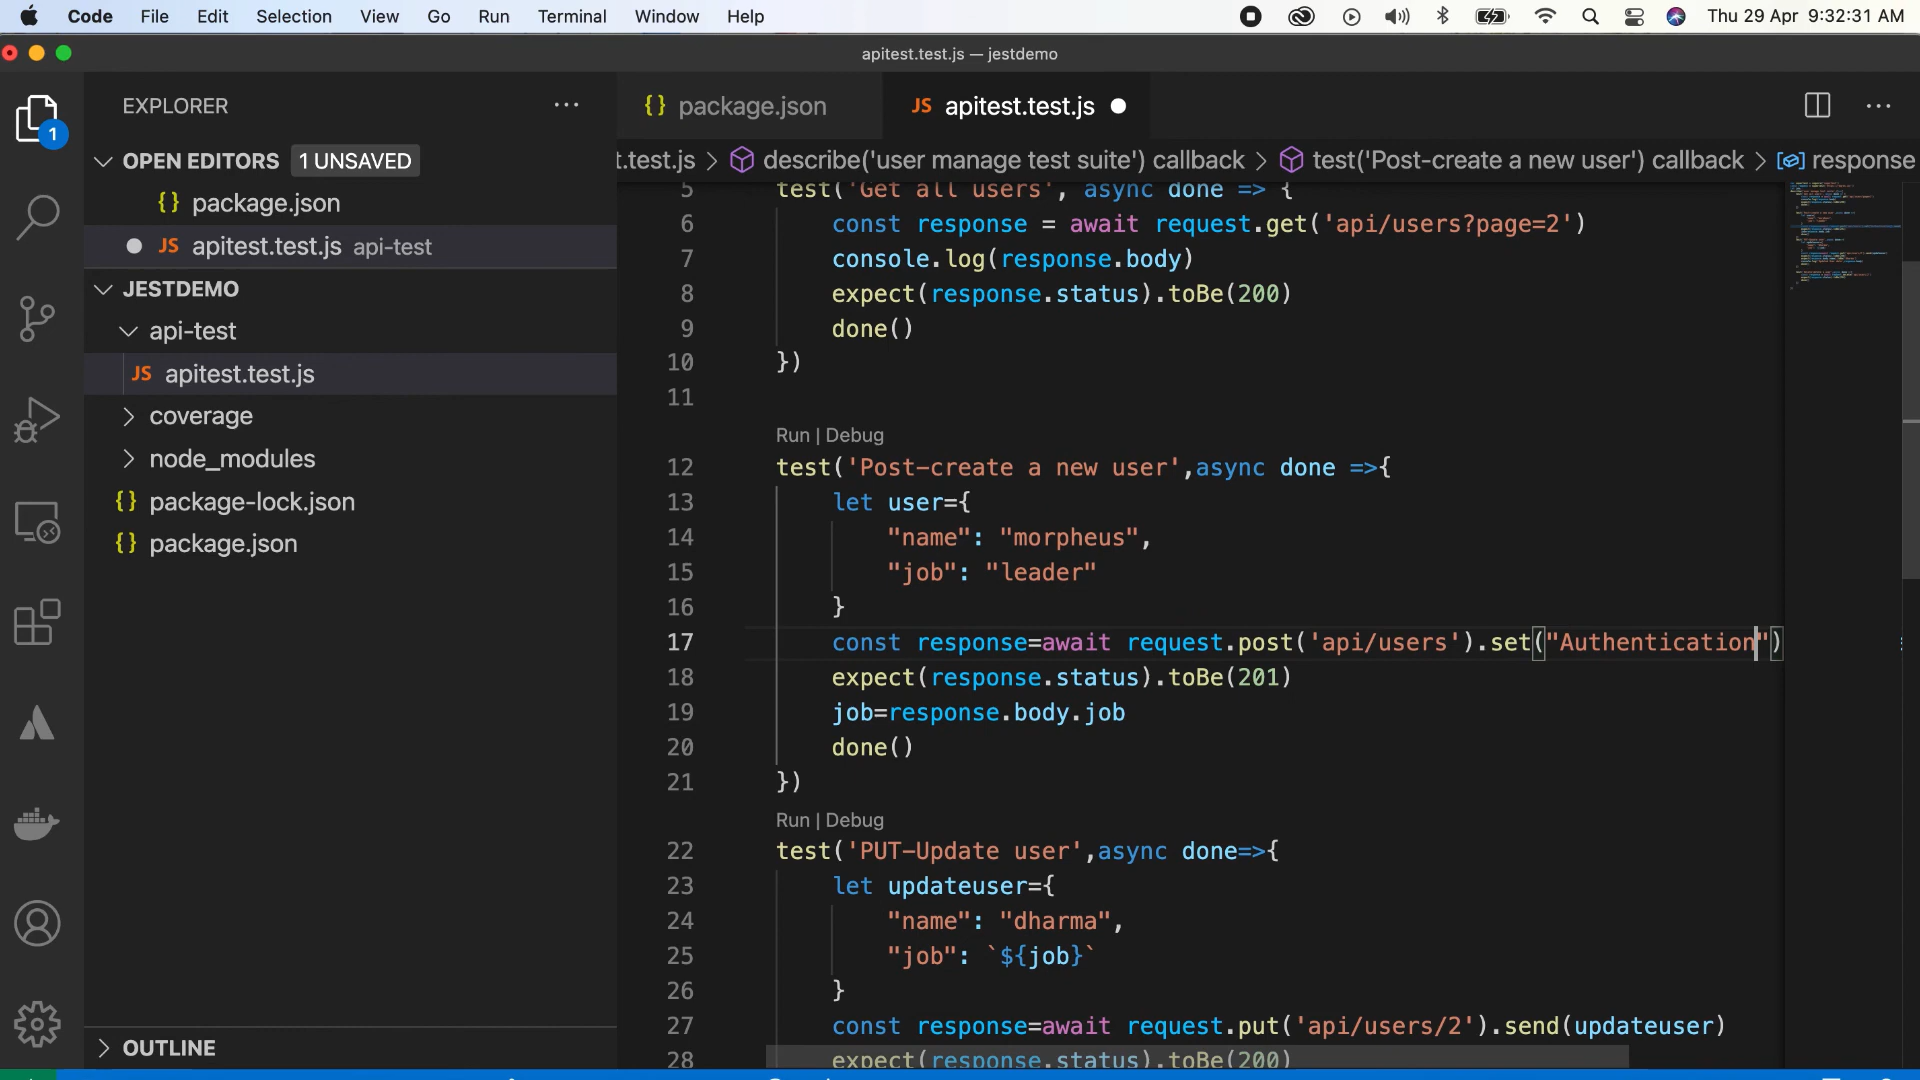 Code File Edit Selection View Go Run Terminal Window Help Thu 29 Apr 9:32:31 AM
apitest.test.js — jestdemo
EXPLORER
1
OPEN EDITORS 1 UNSAVED
{} package.json
JS apitest.test.js api-test
JESTDEMO
api-test
JS apitest.test.js
coverage
node_modules
{} package-lock.json
{} package.json
OUTLINE
{} package.json
JS apitest.test.js
t.test.js > describe('user manage test suite') callback > test('Post-create a new user') callback > response
5 test('Get all users', async done => {
6 const response = await request.get('api/users?page=2')
7 console.log(response.body)
8 expect(response.status).toBe(200)
9 done()
10 })
11
Run | Debug
12 test('Post-create a new user',async done =>{
13 let user={
14 "name": "morpheus",
15 "job": "leader"
16 }
17 const response=await request.post('api/users').set("Authentication")
18 expect(response.status).toBe(201)
19 job=response.body.job
20 done()
21 })
Run | Debug
22 test('PUT-Update user',async done=>{
23 let updateuser={
24 "name": "dharma",
25 "job": `${job}`
26 }
27 const response=await request.put('api/users/2').send(updateuser)
28 expect(response.status).toBe(200)